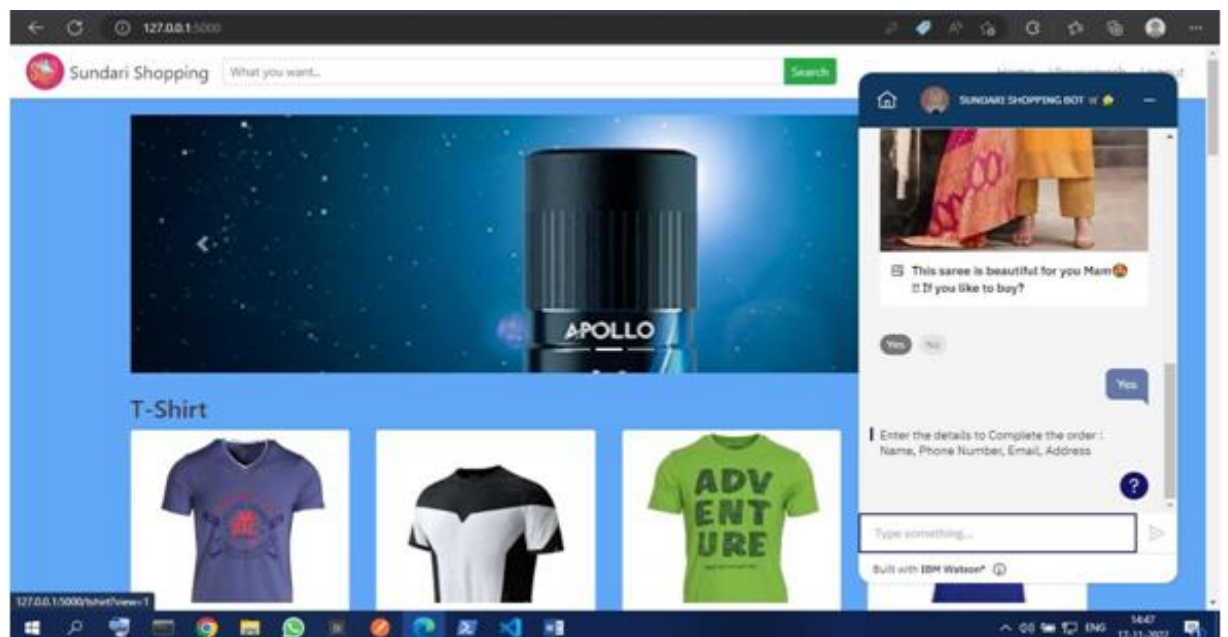 127.0.0.1:5000
Sundari Shopping
What you want..
Search
SUNDARI SHOPPING BOT
APOLLO
This saree is beautiful for you Mam
!! If you like to buy?
Yes
No
Yes
Enter the details to Complete the order :
Name, Phone Number, Email, Address
?
Type something...
Built with IBM Watson®
T-Shirt
ADV
ENT
URE
127.0.0.1:5000/tshirt?view=1
ENG
14:47